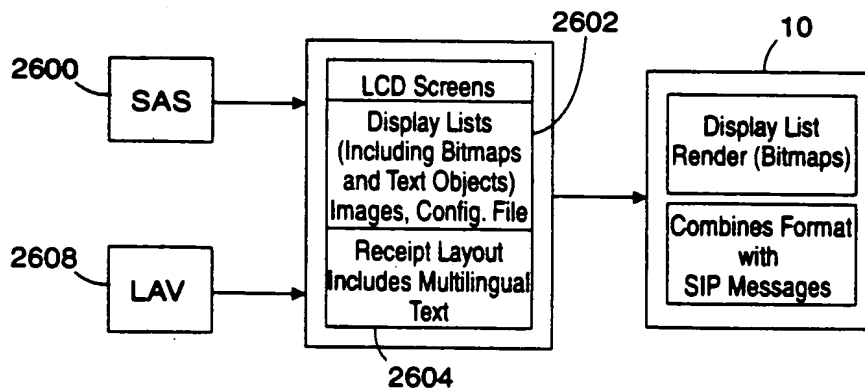 2600
SAS
2608
LAV
2602
LCD Screens
Display Lists
(Including Bitmaps
and Text Objects)
Images, Config. File
Receipt Layout
Includes Multilingual
Text
2604
10
Display List
Render (Bitmaps)
Combines Format
with
SIP Messages